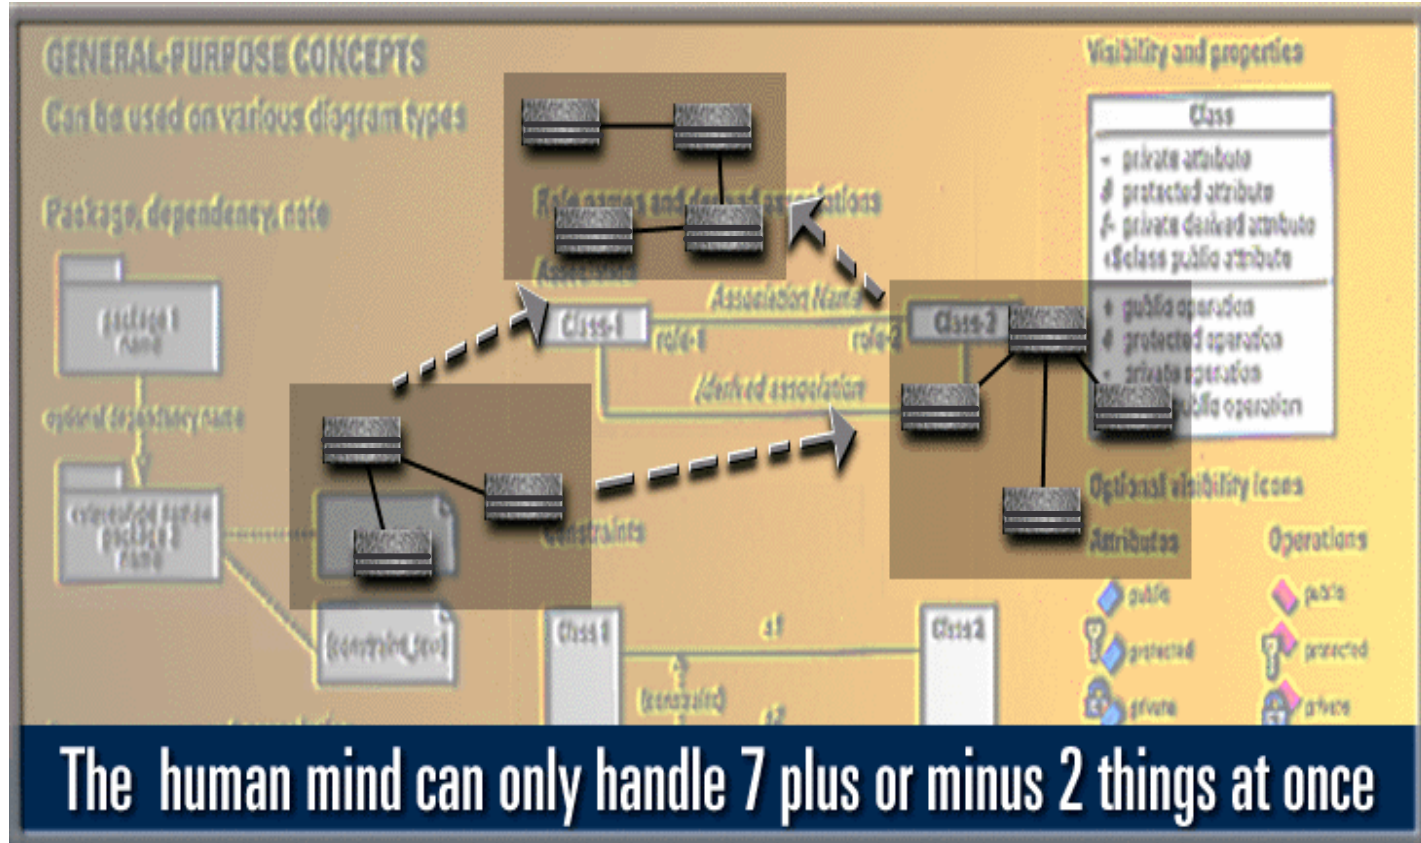 GENERAL-PURPOSE CONCEPTS
Can be used on various diagram types
Package, dependency, note
package 1
name
optional dependency name
package 2
name
{constraint_text}
Role names and derived associations
Association Name
Class-1
role-1
role-2
Class-2
/derived association
Constraints
Class 1
s1
Class 2
{constraint}
s2
Visibility and properties
Class
- private attribute
# protected attribute
/- private derived attribute
class public attribute
+ public operation
# protected operation
- private operation
public operation
Optional visibility icons
Attributes
Operations
public
public
protected
protected
private
private
The human mind can only handle 7 plus or minus 2 things at once